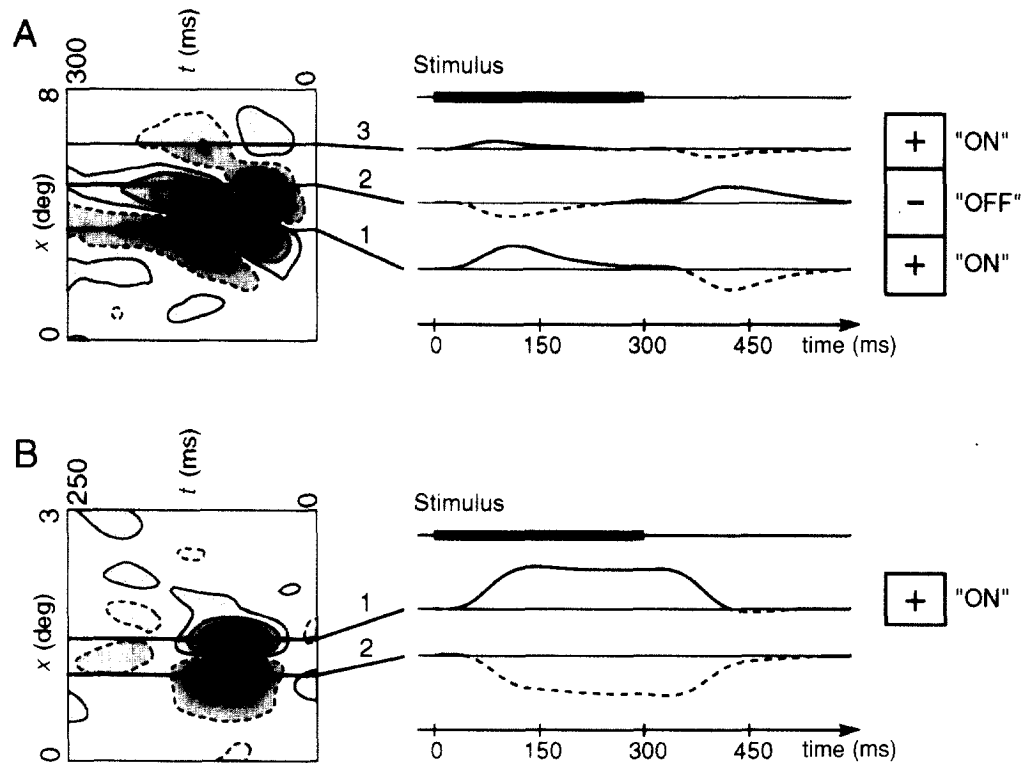 A
300
t (ms)
0
8
x (deg)
0
3
2
1
Stimulus
+ "ON"
− "OFF"
+ "ON"
0 150 300 450 time (ms)
B
250
t (ms)
0
3
x (deg)
0
1
2
Stimulus
+ "ON"
0 150 300 450 time (ms)